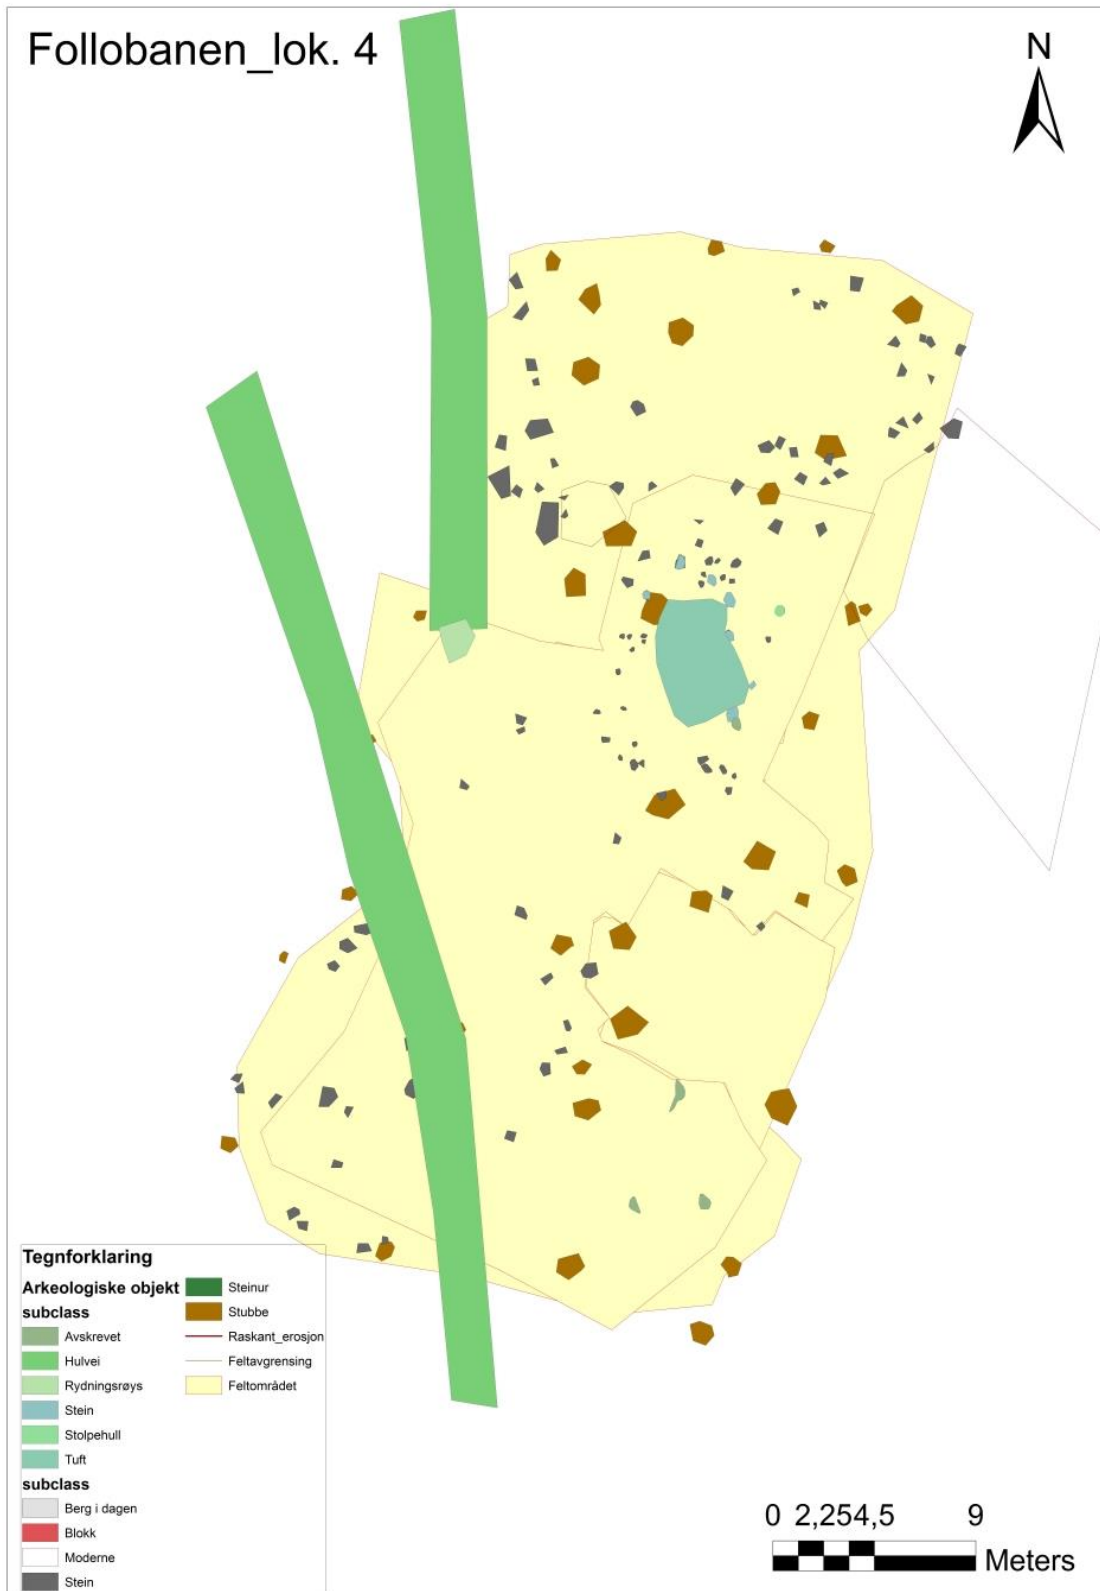 Follobanen_lok. 4
N
Tegnforklaring
Arkeologiske objekt
subclass
Avskrevet
Hulvei
Rydningsrøys
Stein
Stolpehull
Tuft
subclass
Berg i dagen
Blokk
Moderne
Stein
Steinur
Stubbe
Raskant_erosjon
Feltavgrensing
Feltområdet
0 2,254,5 9
Meters